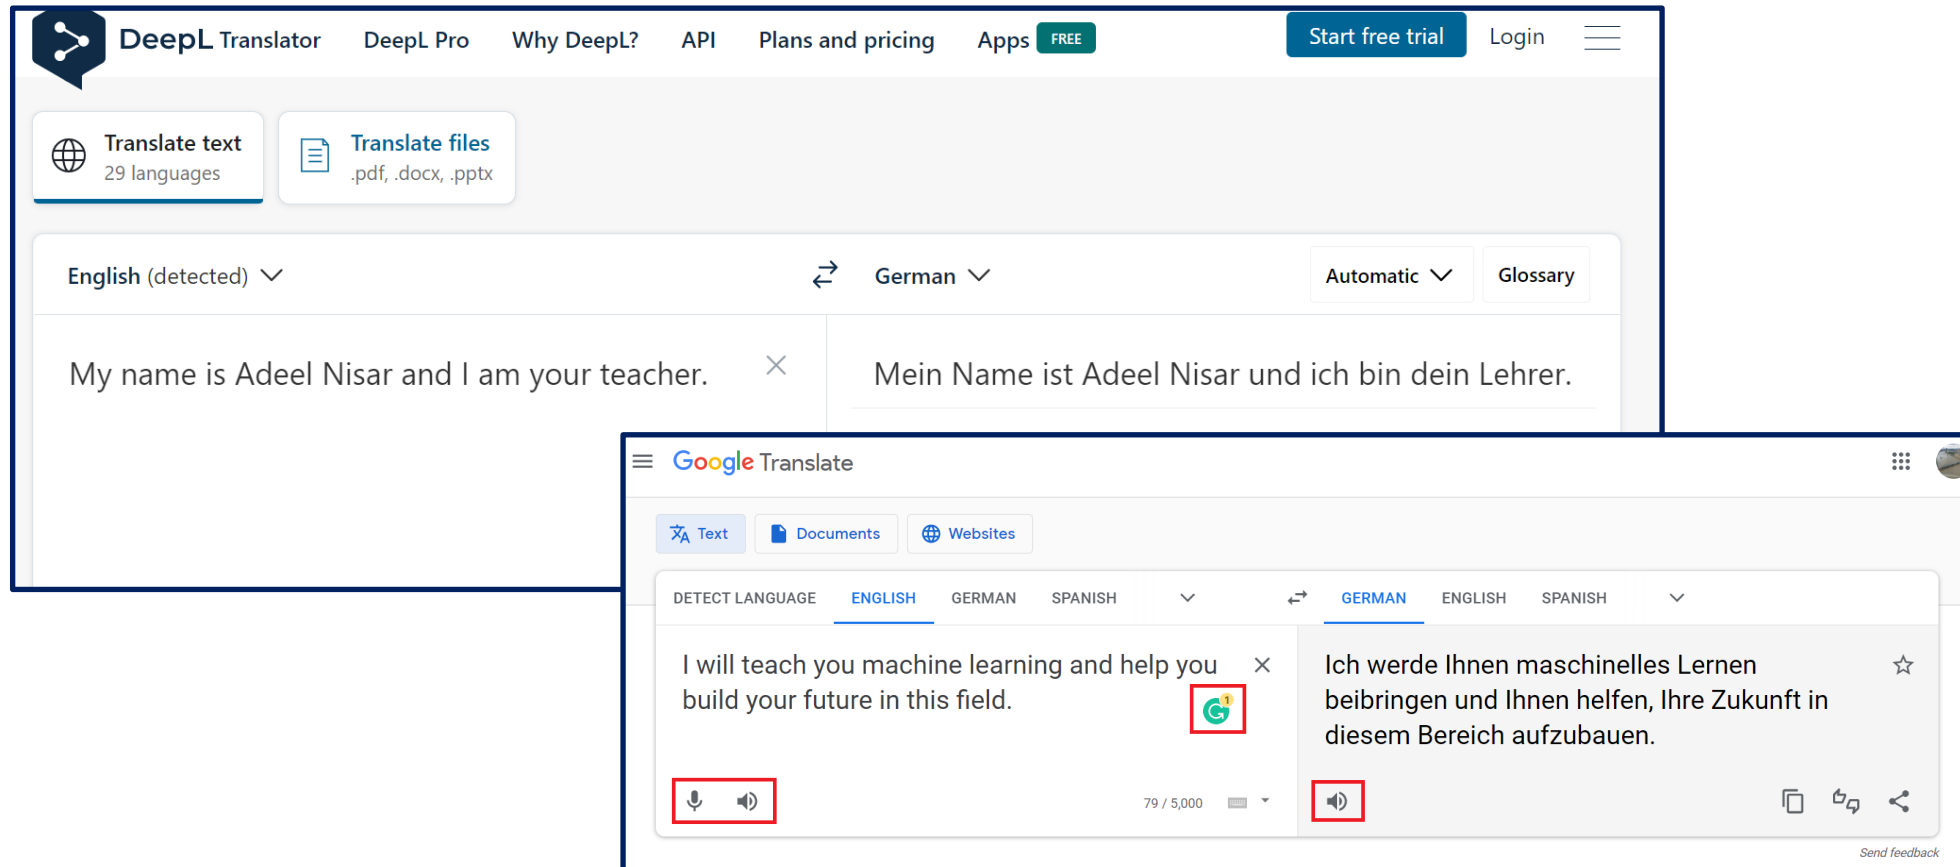 DeepL Translator DeepL Pro Why DeepL? API Plans and pricing Apps FREE Start free trial Login
Translate text
29 languages
Translate files
.pdf, .docx, .pptx
English (detected) German Automatic Glossary
My name is Adeel Nisar and I am your teacher.
Mein Name ist Adeel Nisar und ich bin dein Lehrer.
Google Translate
Text Documents Websites
DETECT LANGUAGE ENGLISH GERMAN SPANISH GERMAN ENGLISH SPANISH
I will teach you machine learning and help you
build your future in this field.
1
79 / 5,000
Ich werde Ihnen maschinelles Lernen
beibringen und Ihnen helfen, Ihre Zukunft in
diesem Bereich aufzubauen.
Send feedback